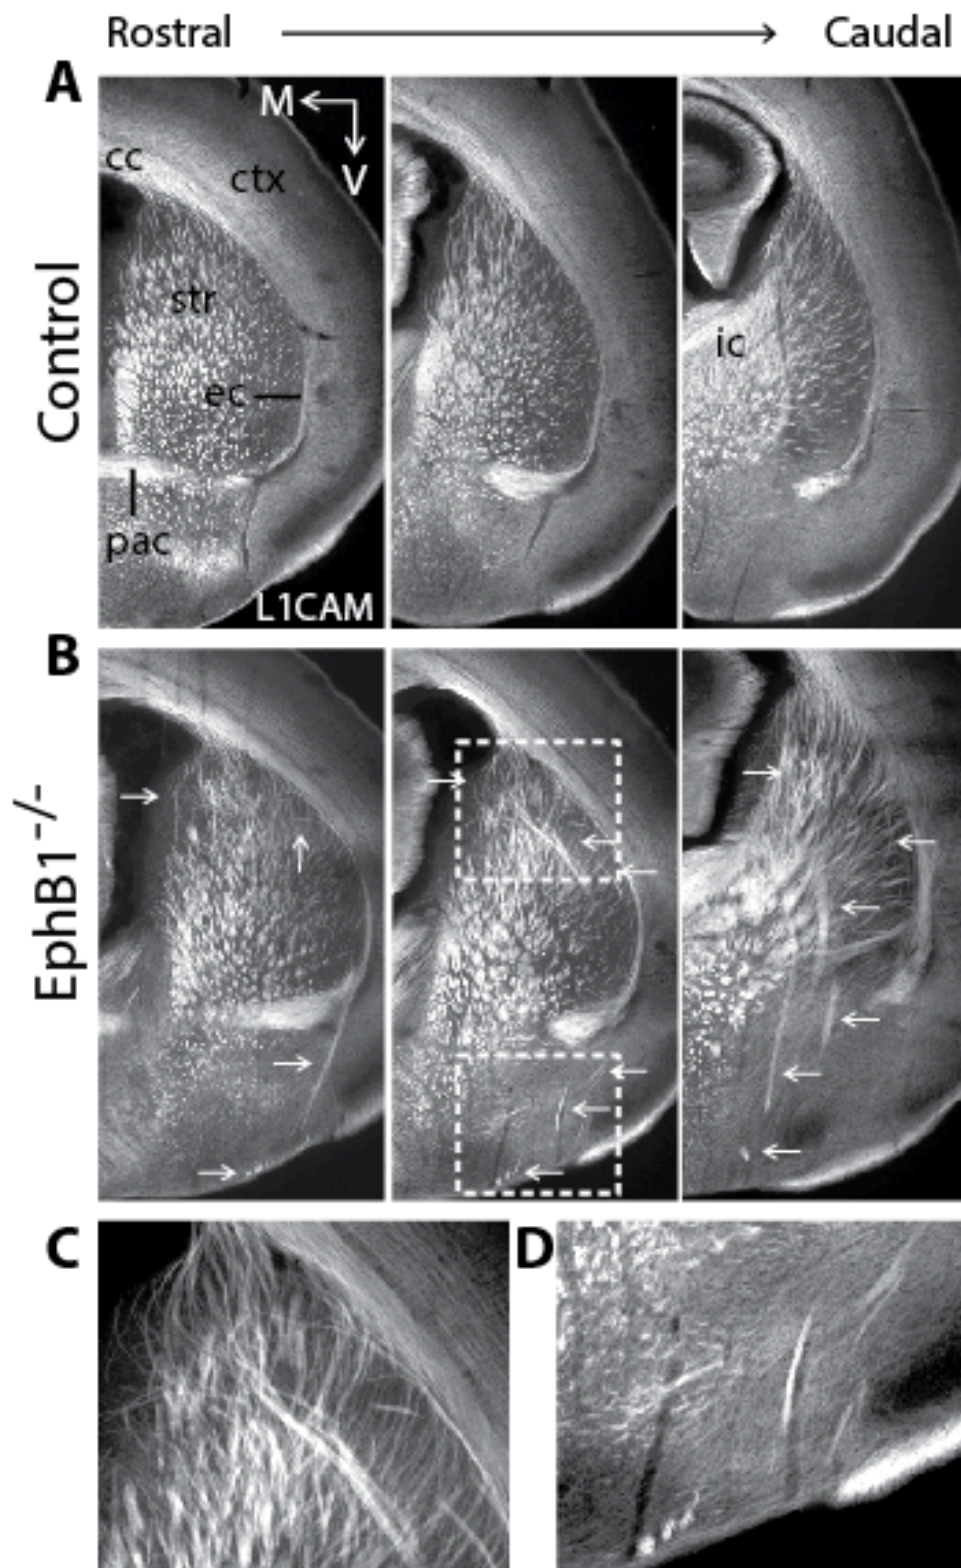 Rostral Caudal
A
M
V
cc
ctx
str
ec
pac
L1CAM
ic
Control
B
EphB1-/-
C
D